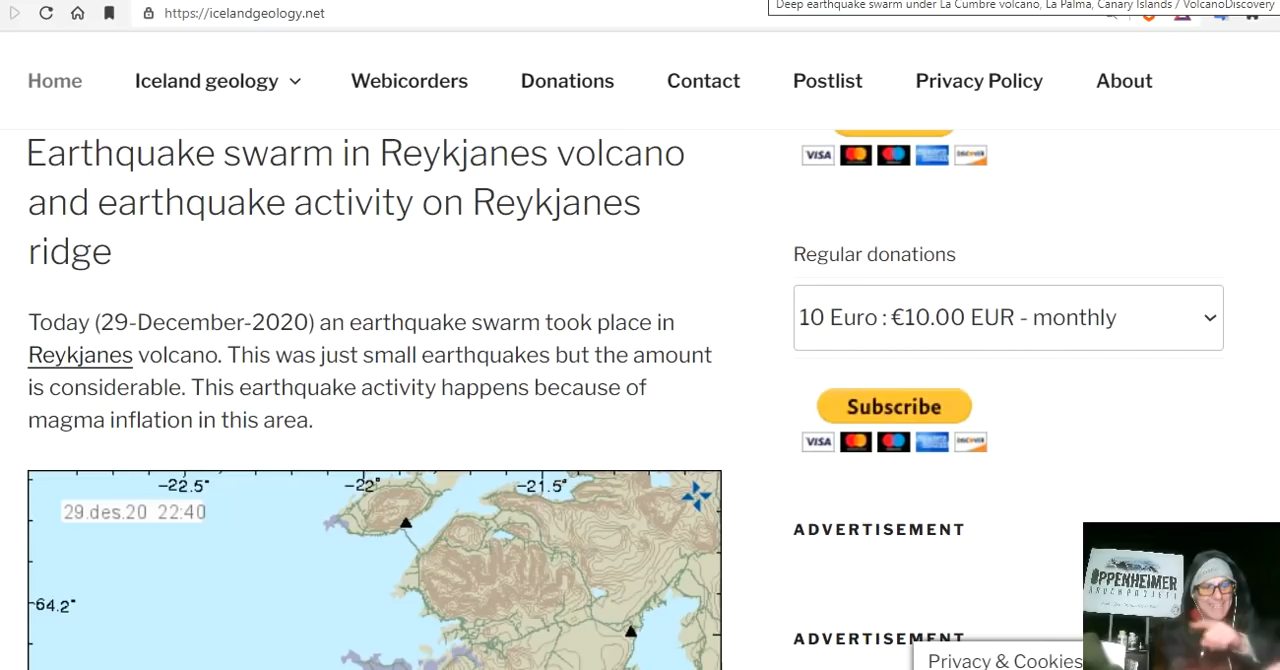 https://icelandgeology.net
Deep earthquake swarm under La Cumbre volcano, La Palma, Canary Islands / VolcanoDiscovery
Home Iceland geology Webicorders Donations Contact Postlist Privacy Policy About
Earthquake swarm in Reykjanes volcano
and earthquake activity on Reykjanes
ridge
Today (29-December-2020) an earthquake swarm took place in
Reykjanes volcano. This was just small earthquakes but the amount
is considerable. This earthquake activity happens because of
magma inflation in this area.
-22.5°
-22°
-21.5°
29.des.20 22:40
64.2°
VISA
DISCOVER
Regular donations
10 Euro : €10.00 EUR - monthly
Subscribe
VISA
DISCOVER
ADVERTISEMENT
ADVERTISEMENT
Privacy & Cookies
OPPENHEIMER